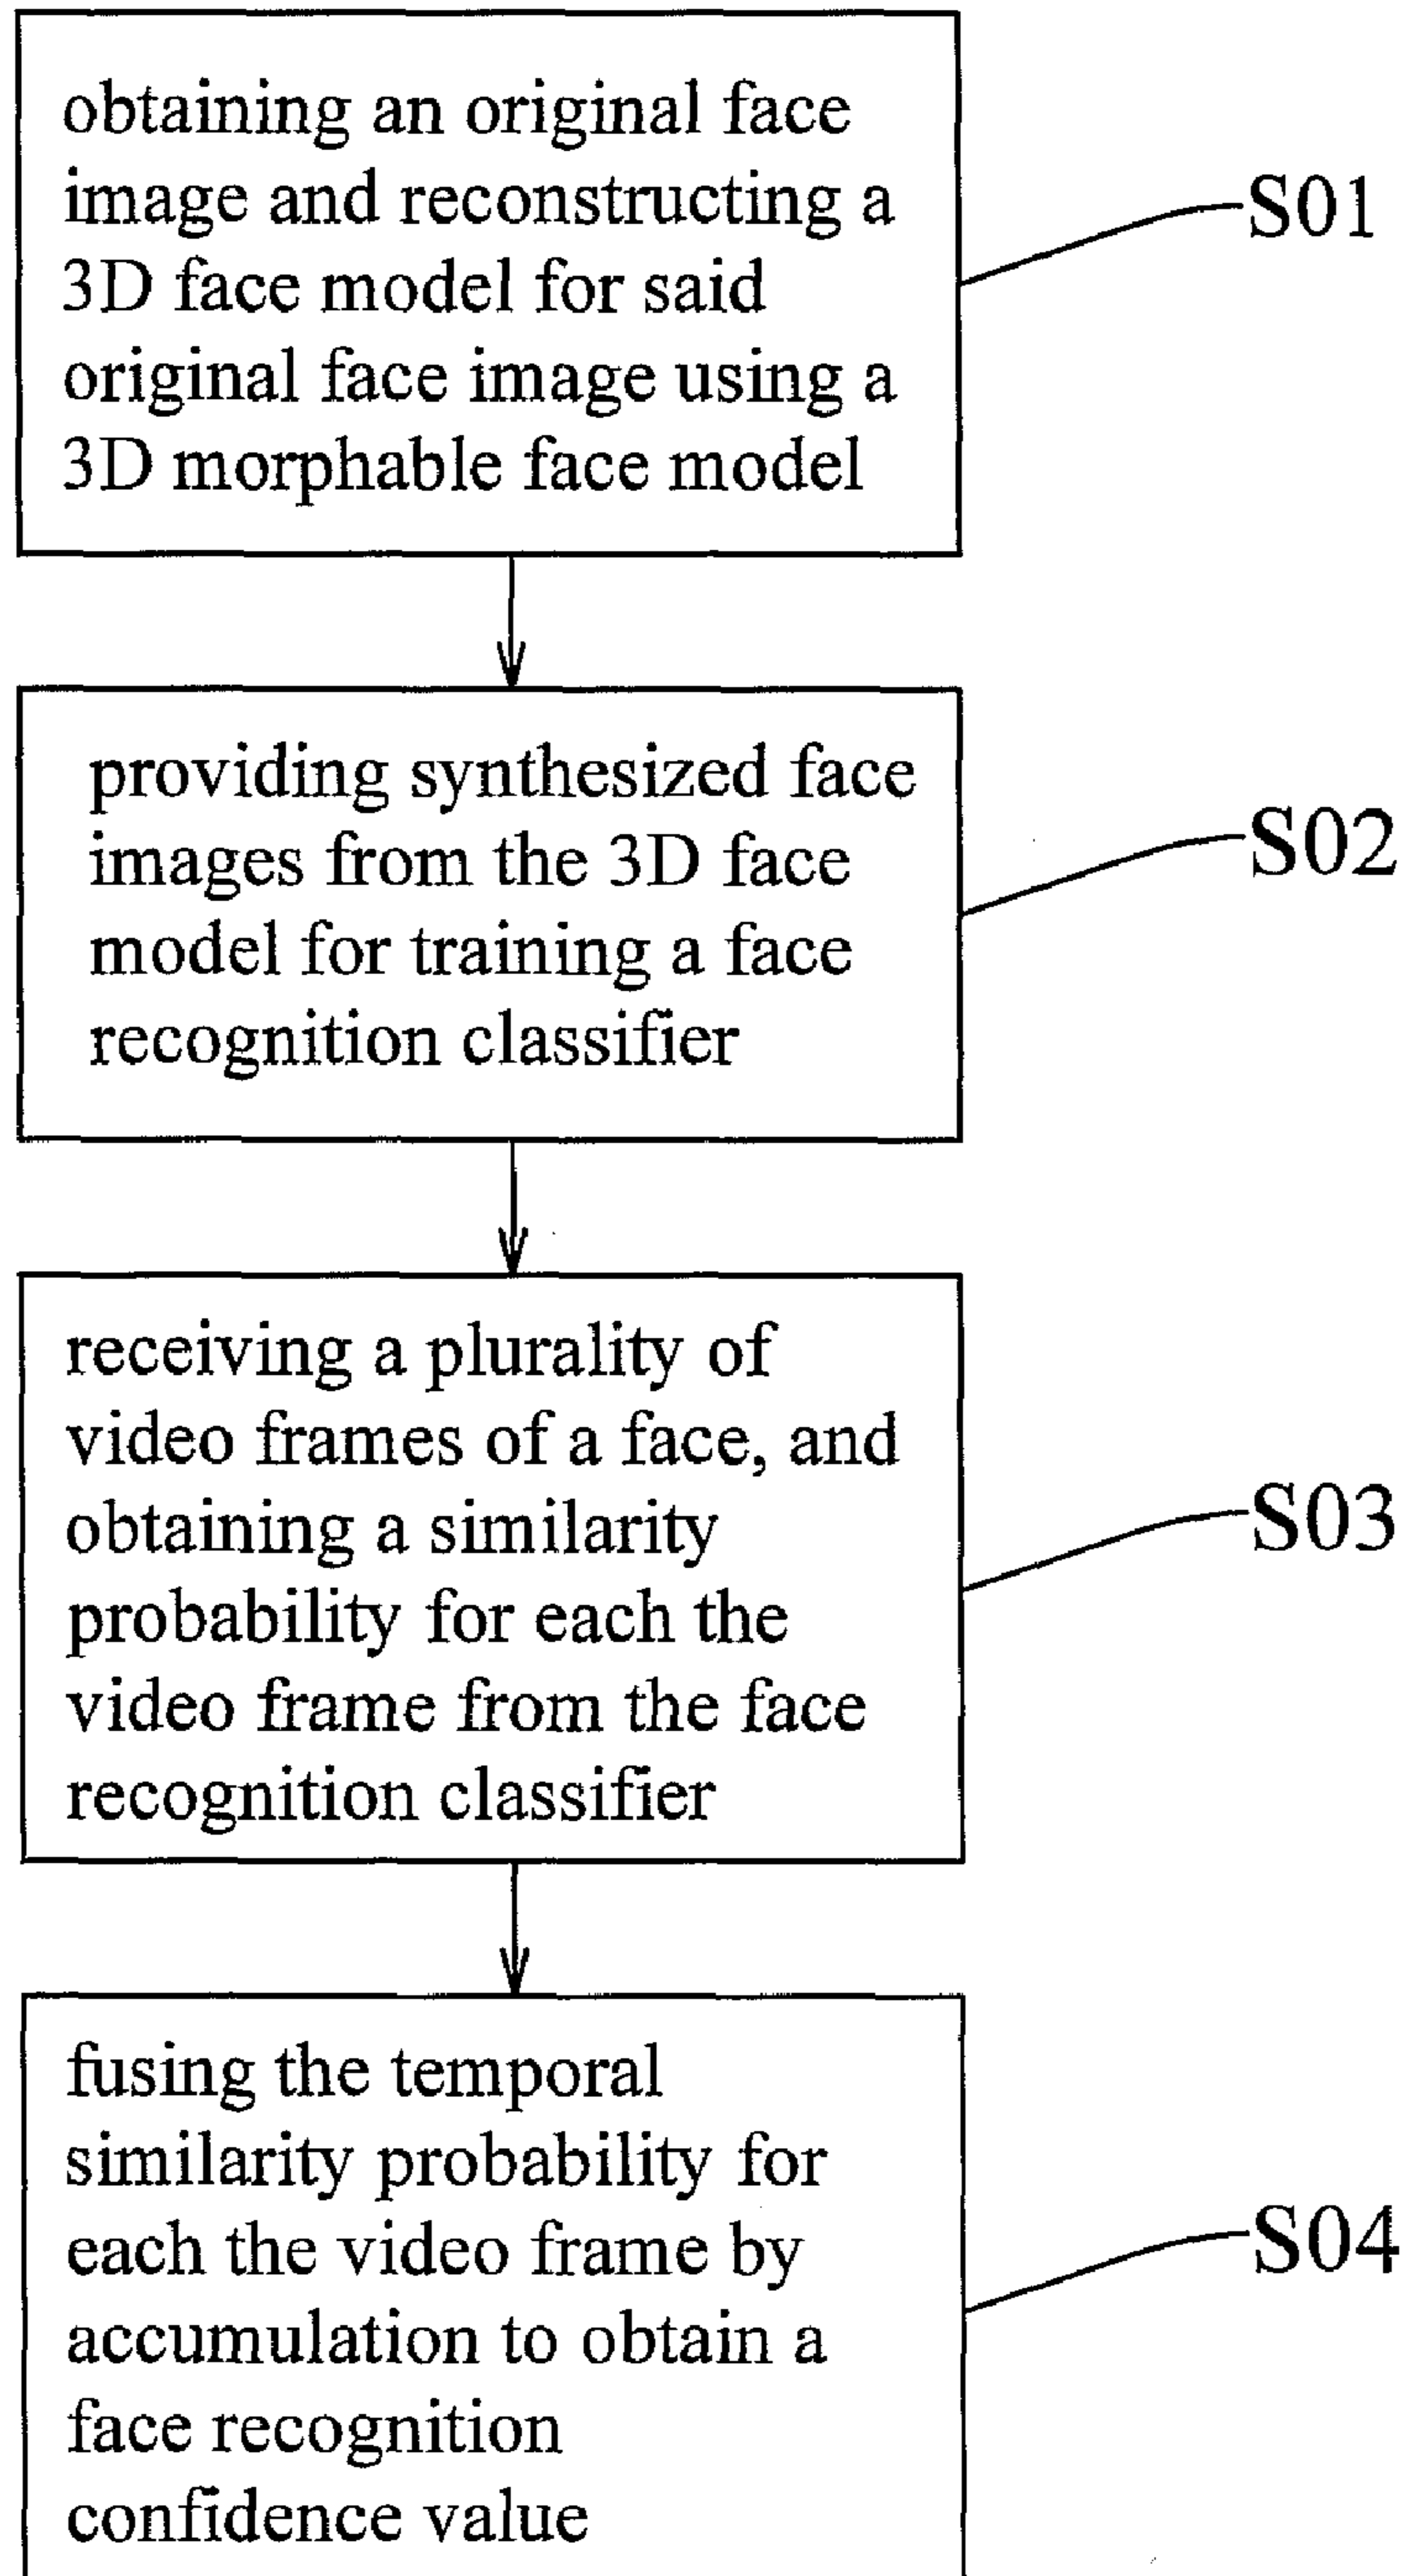 obtaining an original face
image and reconstructing a
3D face model for said
original face image using a
3D morphable face model
S01
providing synthesized face
images from the 3D face
model for training a face
recognition classifier
S02
receiving a plurality of
video frames of a face, and
obtaining a similarity
probability for each the
video frame from the face
recognition classifier
S03
fusing the temporal
similarity probability for
each the video frame by
accumulation to obtain a
face recognition
confidence value
S04